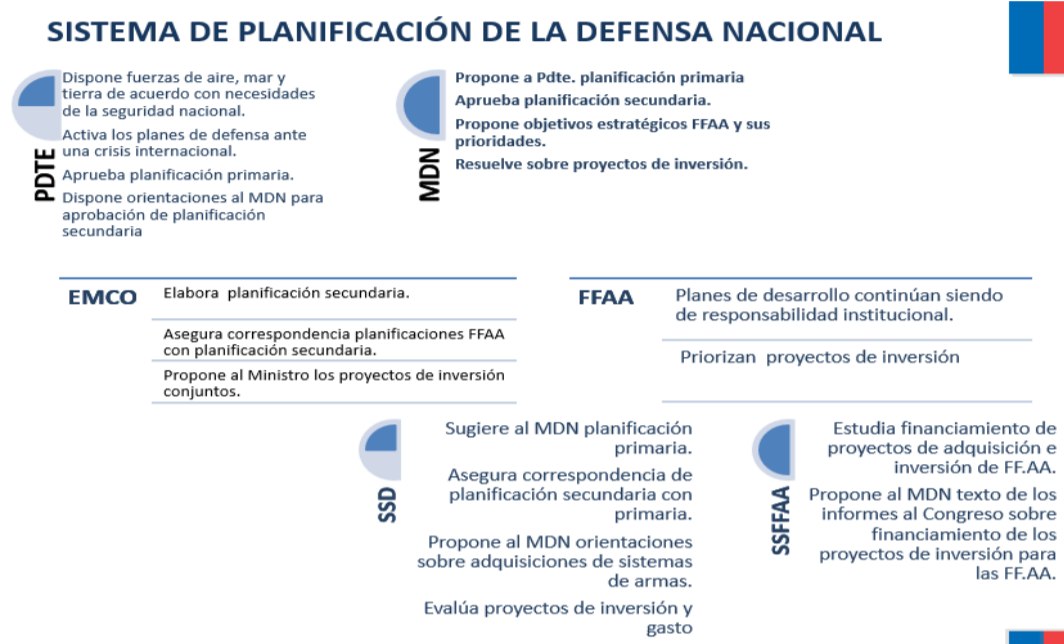 SISTEMA DE PLANIFICACIÓN DE LA DEFENSA NACIONAL
PDTE
Dispone fuerzas de aire, mar y
tierra de acuerdo con necesidades
de la seguridad nacional.
Activa los planes de defensa ante
una crisis internacional.
Aprueba planificación primaria.
Dispone orientaciones al MDN para
aprobación de planificación
secundaria
MDN
Propone a Pdte. planificación primaria
Aprueba planificación secundaria.
Propone objetivos estratégicos FFAA y sus
prioridades.
Resuelve sobre proyectos de inversión.
EMCO
Elabora planificación secundaria.
Asegura correspondencia planificaciones FFAA
con planificación secundaria.
Propone al Ministro los proyectos de inversión
conjuntos.
FFAA
Planes de desarrollo continúan siendo
de responsabilidad institucional.
Priorizan proyectos de inversión
SSD
Sugiere al MDN planificación
primaria.
Asegura correspondencia de
planificación secundaria con
primaria.
Propone al MDN orientaciones
sobre adquisiciones de sistemas
de armas.
Evalúa proyectos de inversión y
gasto
SSFFAA
Estudia financiamiento de
proyectos de adquisición e
inversión de FF.AA.
Propone al MDN texto de los
informes al Congreso sobre
financiamiento de los
proyectos de inversión para
las FF.AA.